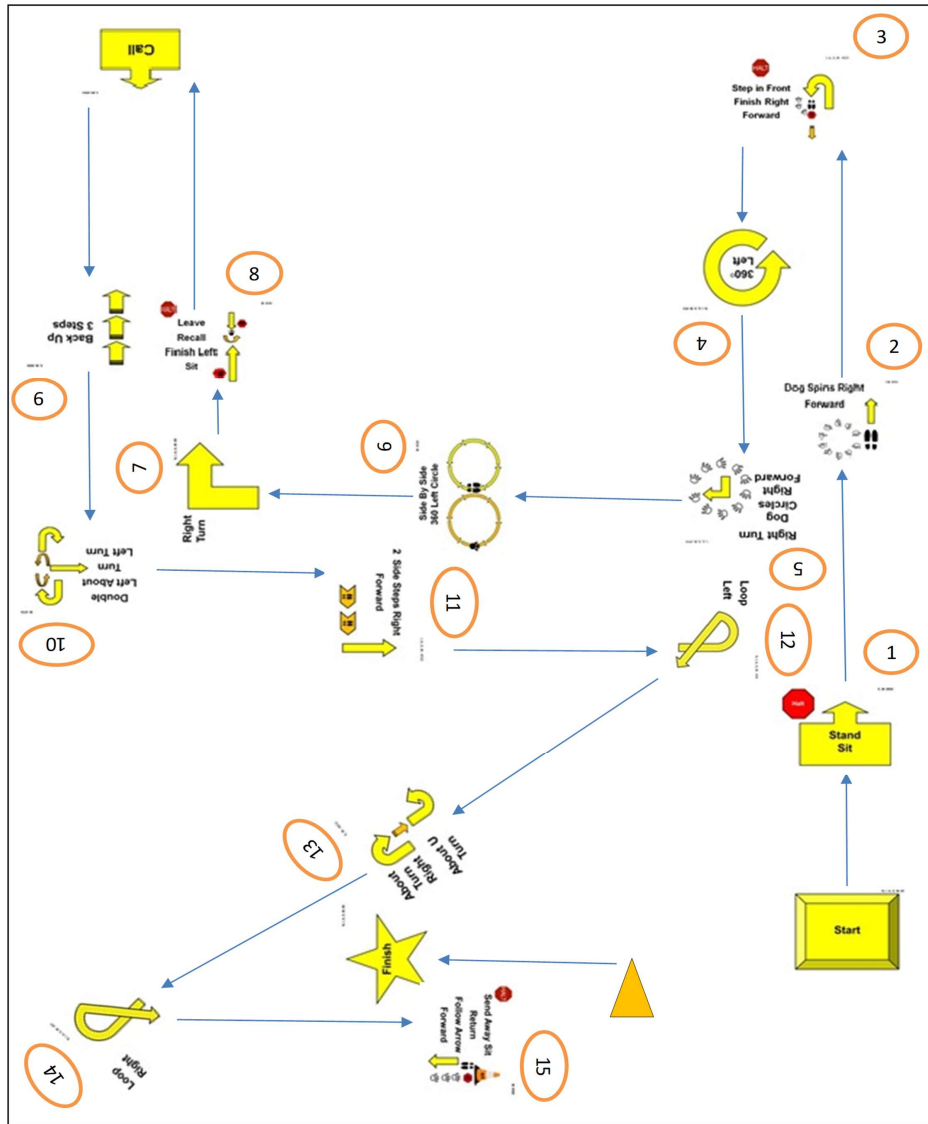 Start
Halt
Stand
Sit
1
Dog Spins Right
Forward
2
HALT
Step in Front
Finish Right
Forward
3
360°
Left
4
Right Turn
Dog
Circles
Right
Forward
5
Side By Side
360 Left Circle
6
Right
Turn
7
HALT
Leave
Recall
Finish Left
Sit
8
Call
Back Up
3 Steps
9
Double
Left About
Turn
Left Turn
10
2 Side Steps Right
Forward
11
Loop
Left
12
About
Right
Turn
About U
Turn
13
Loop
Right
14
HALT
Send Away Sit
Return
Follow Arrow
Forward
15
Finish